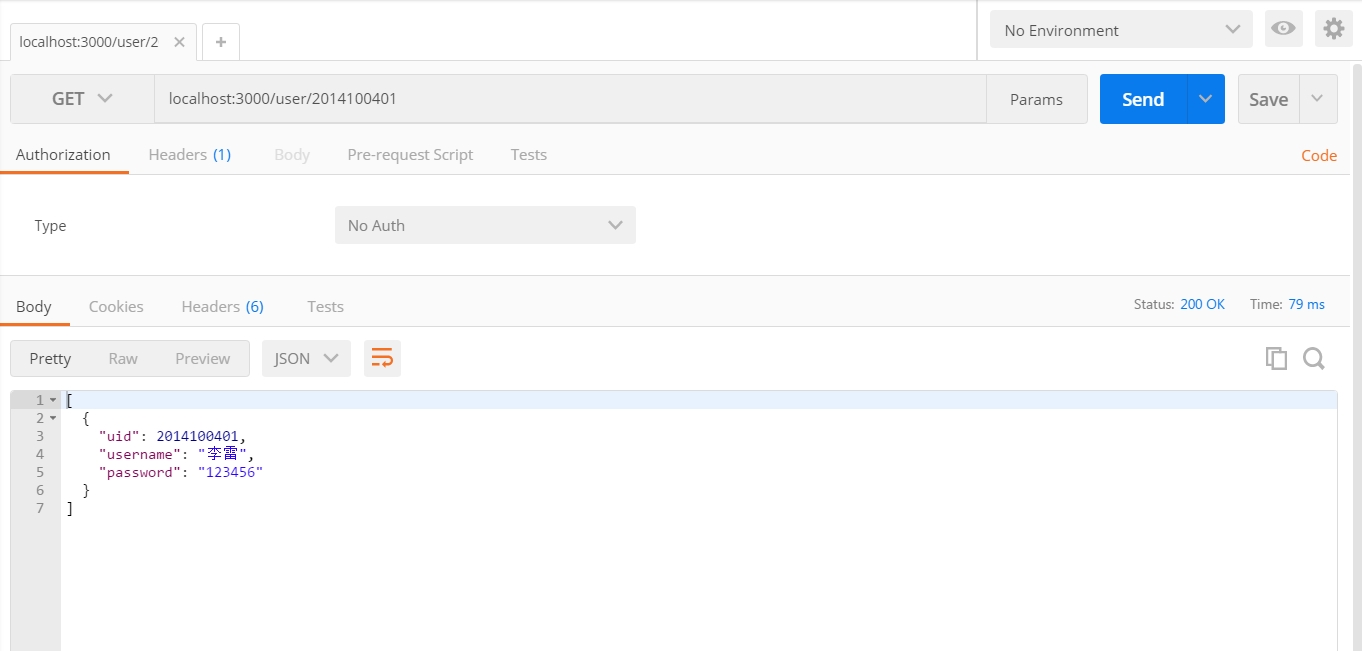 localhost:3000/user/2
No Environment
GET localhost:3000/user/2014100401 Params Send Save
Authorization Headers (1) Body Pre-request Script Tests Code
Type No Auth
Body Cookies Headers (6) Tests Status: 200 OK Time: 79 ms
Pretty Raw Preview JSON
1 [
2 {
3 "uid": 2014100401,
4 "username": "李雷",
5 "password": "123456"
6 }
7 ]